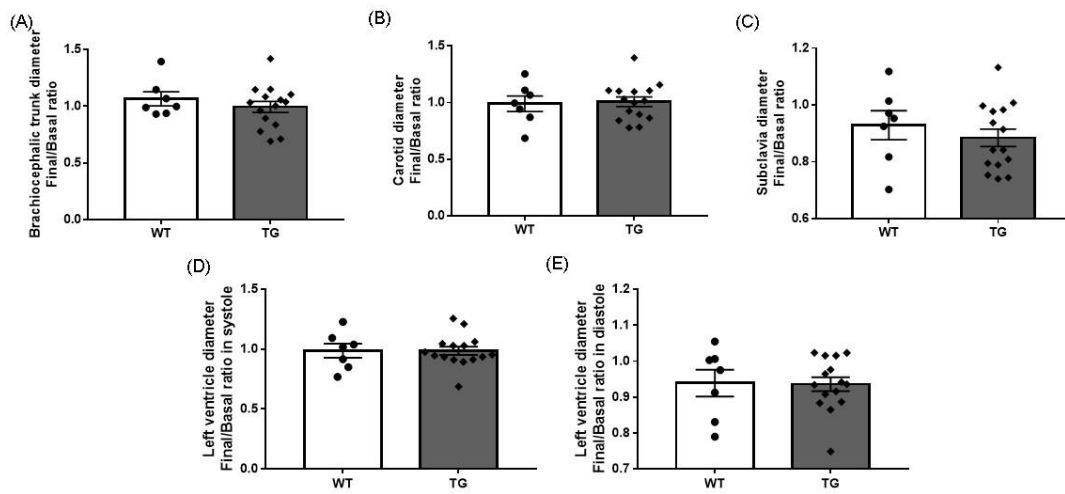 (A)
Brachiocephalic trunk diameter
Final/Basal ratio
1.5
1.0
0.5
0.0
WT
TG
(B)
Carotid diameter
Final/Basal ratio
1.5
1.0
0.5
0.0
WT
TG
(C)
Subclavia diameter
Final/Basal ratio
1.2
1.0
0.8
0.6
WT
TG
(D)
Left ventricle diameter
Final/Basal ratio in systole
1.5
1.0
0.5
0.0
WT
TG
(E)
Left ventricle diameter
Final/Basal ratio in diastole
1.2
1.1
1.0
0.9
0.8
0.7
WT
TG